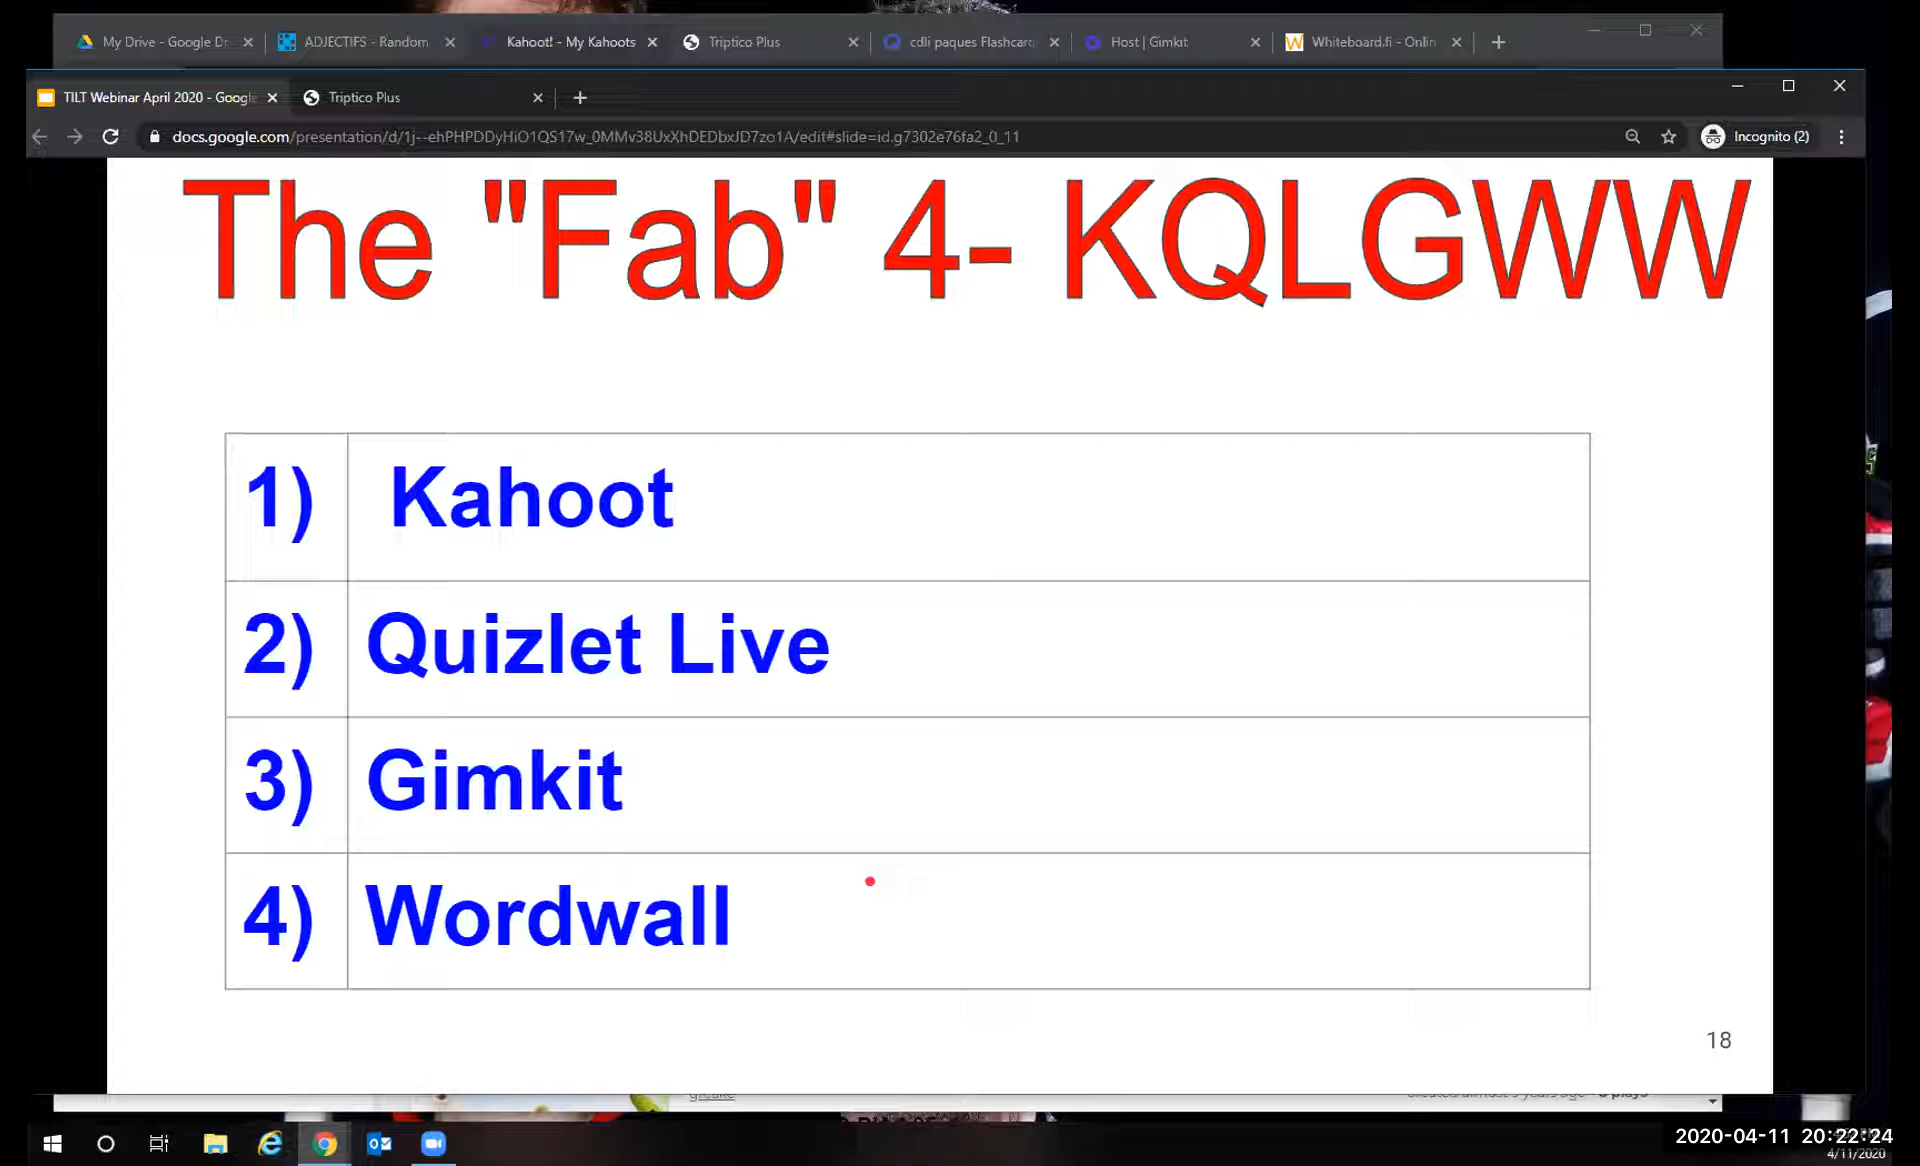 My Drive - Google Dr
ADJECTIFS - Random
Kahoot! - My Kahoots
Triptico Plus
cdli paques Flashcard
Host | Gimkit
Whiteboard.fi - Onlin
TILT Webinar April 2020 - Google
Triptico Plus
docs.google.com/presentation/d/1j--ehPHPDDyHiO1QS17w_0MMv38UxXhDEDbxJD7zo1A/edit#slide=id.g7302e76fa2_0_11
Incognito (2)
The "Fab" 4- KQLGWW
1) Kahoot
2) Quizlet Live
3) Gimkit
4) Wordwall
18
2020-04-11 20:22:24
4/11/2020